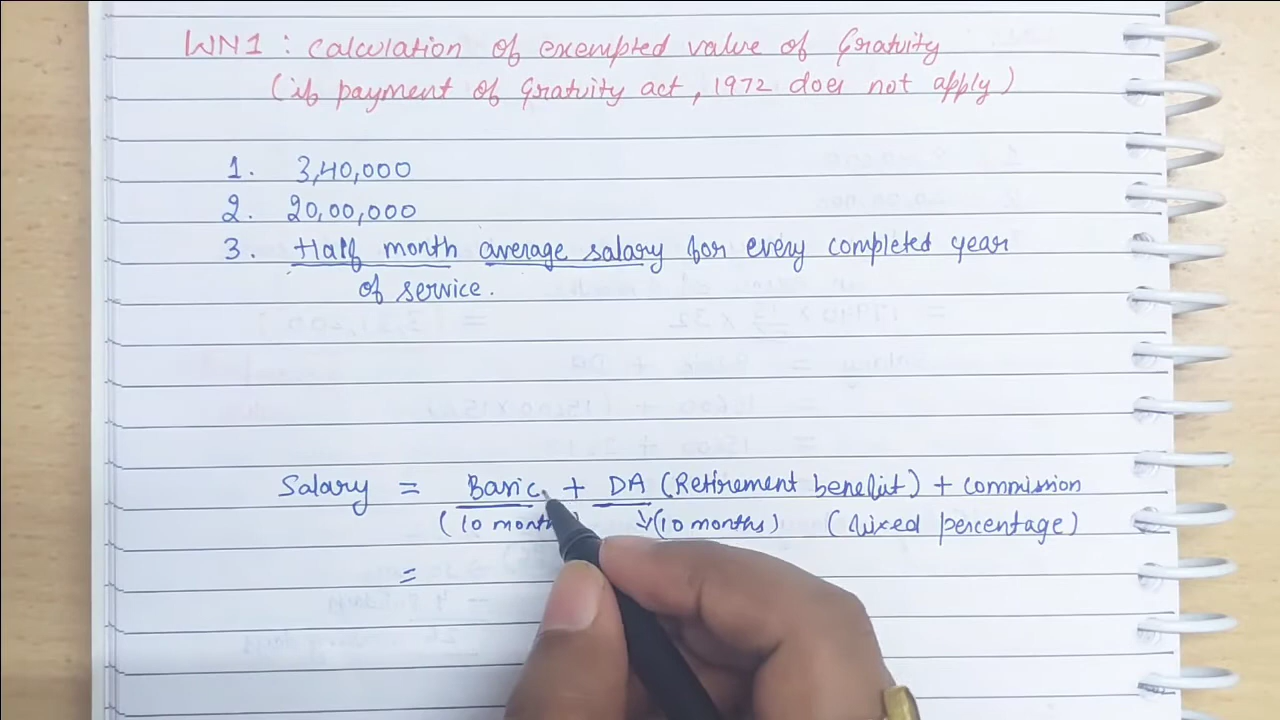 WN1 : Calculation of exempted value of Gratuity
(if payment of Gratuity act, 1972 does not apply)
1. 3,40,000
2. 20,00,000
3. Half month average salary for every completed year
of service.
Salary = Basic + DA (Retirement benefit) + commission
(10 month) (10 months) (fixed percentage)
=